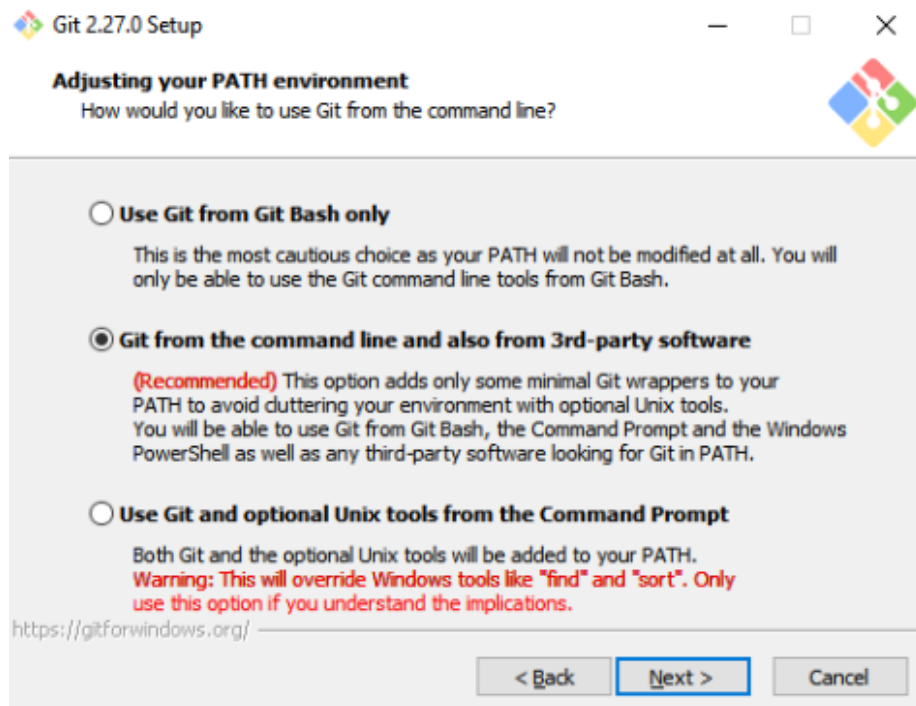 Git 2.27.0 Setup
Adjusting your PATH environment
How would you like to use Git from the command line?
Use Git from Git Bash only
This is the most cautious choice as your PATH will not be modified at all. You will
only be able to use the Git command line tools from Git Bash.
Git from the command line and also from 3rd-party software
(Recommended) This option adds only some minimal Git wrappers to your
PATH to avoid cluttering your environment with optional Unix tools.
You will be able to use Git from Git Bash, the Command Prompt and the Windows
PowerShell as well as any third-party software looking for Git in PATH.
Use Git and optional Unix tools from the Command Prompt
Both Git and the optional Unix tools will be added to your PATH.
Warning: This will override Windows tools like "find" and "sort". Only
use this option if you understand the implications.
https://gitforwindows.org/
< Back Next > Cancel